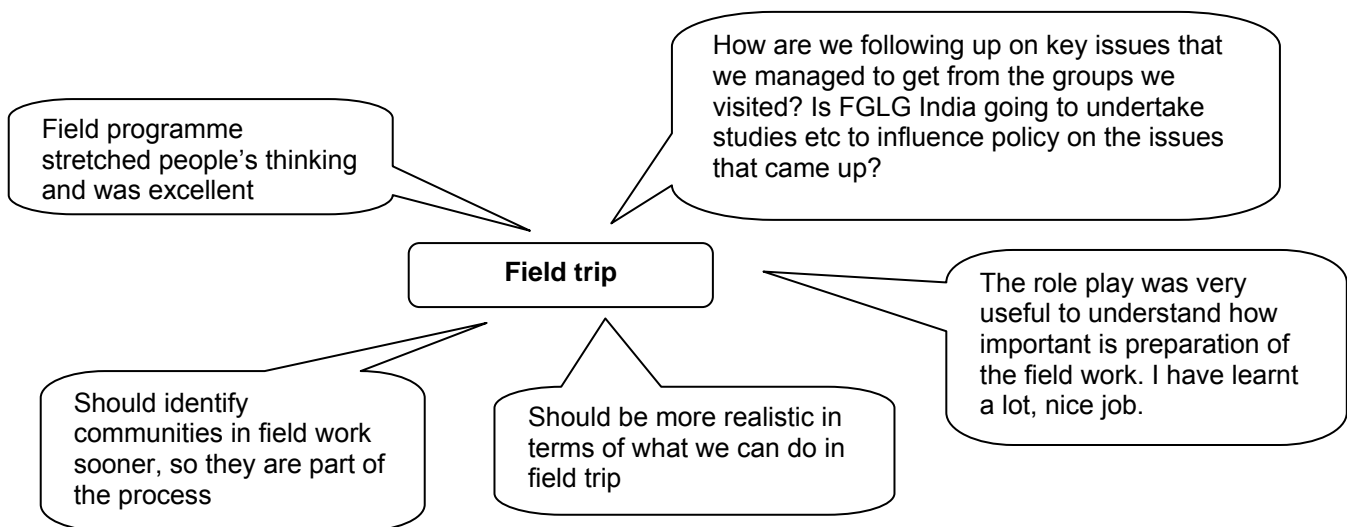 How are we following up on key issues that
we managed to get from the groups we
visited? Is FGLG India going to undertake
studies etc to influence policy on the issues
that came up?
Field programme
stretched people’s thinking
and was excellent
Field trip
The role play was very
useful to understand how
important is preparation of
the field work. I have learnt
a lot, nice job.
Should identify
communities in field work
sooner, so they are part of
the process
Should be more realistic in
terms of what we can do in
field trip